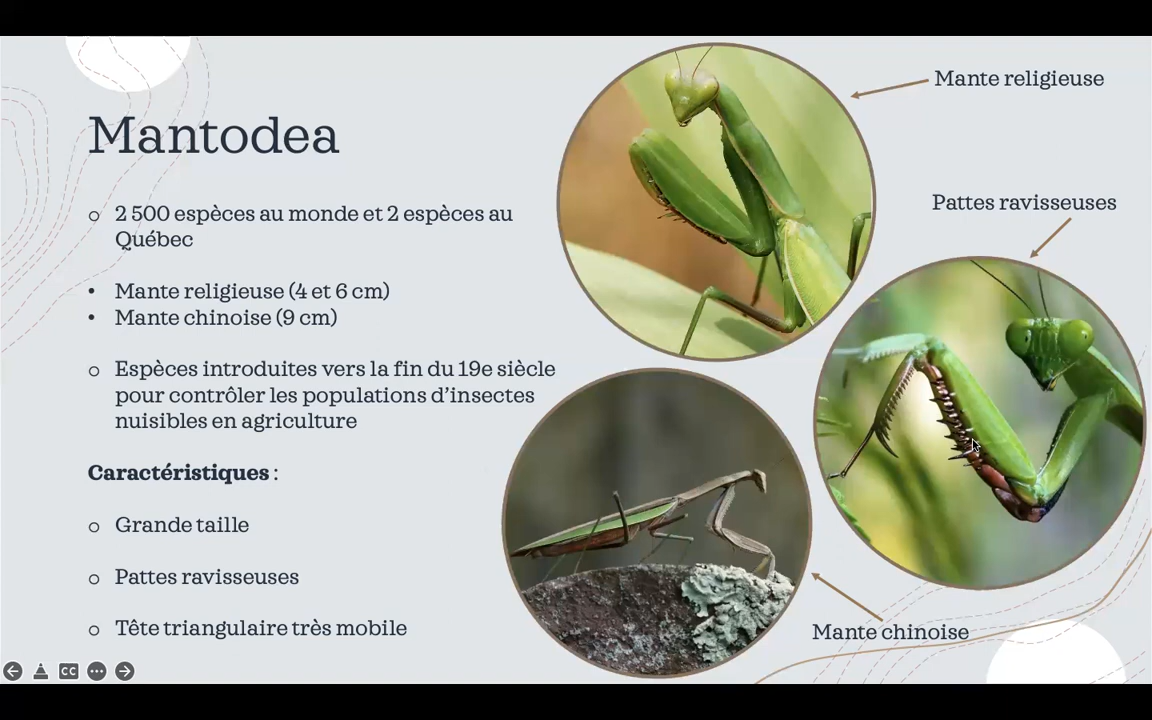 Mantodea
○ 2 500 espèces au monde et 2 espèces au
Québec
• Mante religieuse (4 et 6 cm)
• Mante chinoise (9 cm)
○ Espèces introduites vers la fin du 19e siècle
pour contrôler les populations d’insectes
nuisibles en agriculture
Caractéristiques :
○ Grande taille
○ Pattes ravisseuses
○ Tête triangulaire très mobile
Mante religieuse
Pattes ravisseuses
Mante chinoise
CC